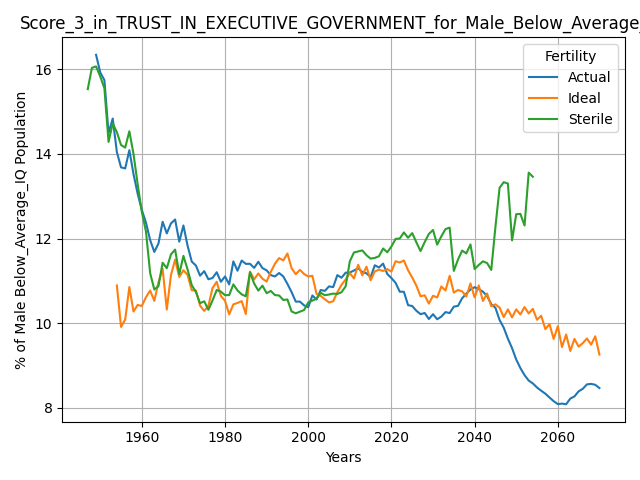 Score_3_in_TRUST_IN_EXECUTIVE_GOVERNMENT_for_Male_Below_Average_
Fertility
Actual
Ideal
Sterile
% of Male Below_Average_IQ Population
16
14
12
10
8
1960
1980
2000
2020
2040
2060
Years